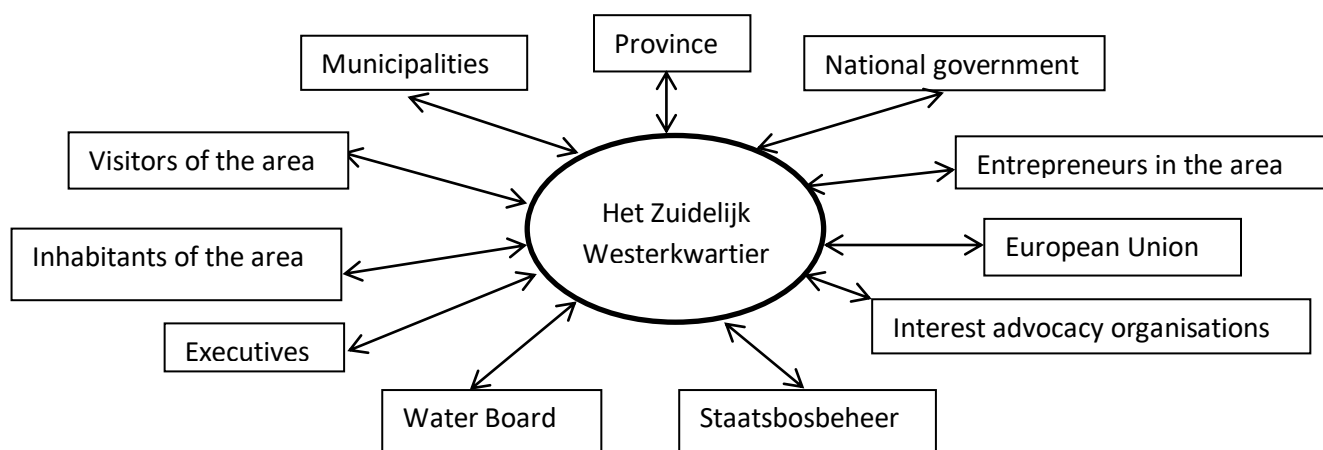 Province
Municipalities
National government
Visitors of the area
Entrepreneurs in the area
Het Zuidelijk
Westerkwartier
Inhabitants of the area
European Union
Interest advocacy organisations
Executives
Water Board
Staatsbosbeheer